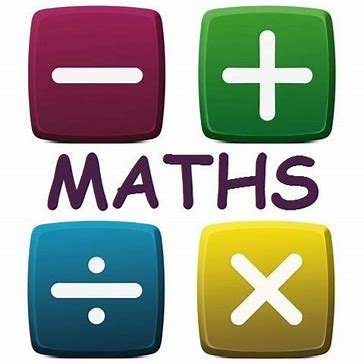 − +
MATHS
÷ ×